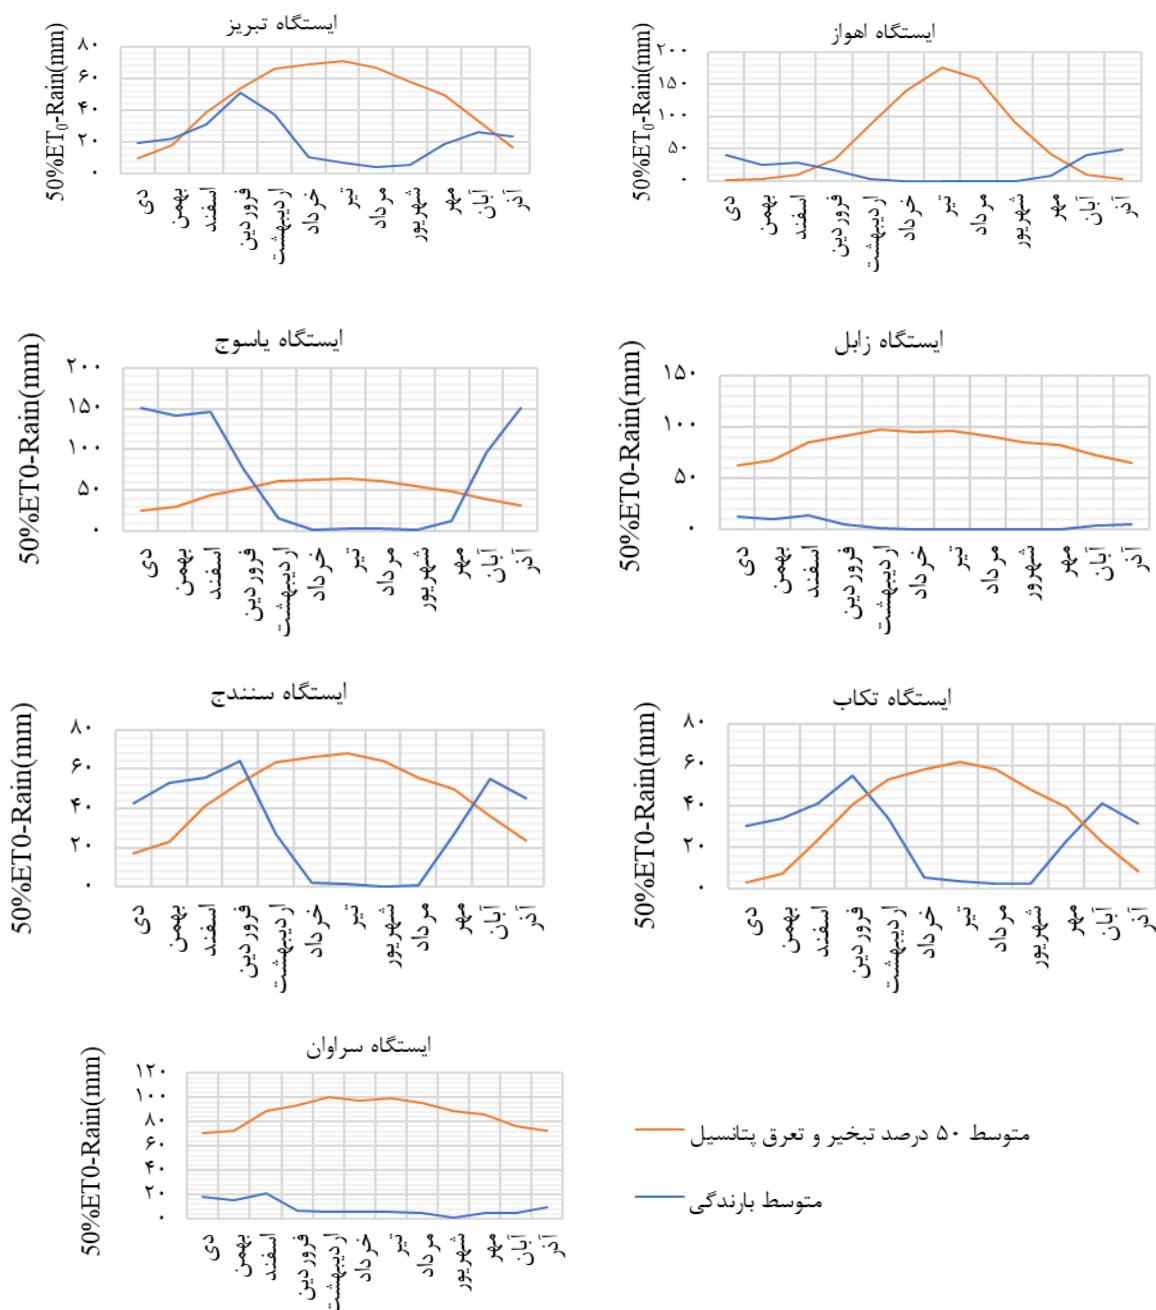 ایستگاه تبریز
50%ET₀-Rain(mm)
۸۰
۶۰
۴۰
۲۰
۰
دی
بهمن
اسفند
فروردین
اردیبهشت
خرداد
تیر
مرداد
شهریور
مهر
آبان
آذر
ایستگاه اهواز
50%ET₀-Rain(mm)
۲۰۰
۱۵۰
۱۰۰
۵۰
۰
دی
بهمن
اسفند
فروردین
اردیبهشت
خرداد
تیر
مرداد
شهریور
مهر
آبان
آذر
ایستگاه یاسوج
50%ET0-Rain(mm)
۲۰۰
۱۵۰
۱۰۰
۵۰
۰
دی
بهمن
اسفند
فروردین
اردیبهشت
خرداد
تیر
مرداد
شهریور
مهر
آبان
آذر
ایستگاه زابل
50%ET0-Rain(mm)
۱۵۰
۱۰۰
۵۰
۰
دی
بهمن
اسفند
فروردین
اردیبهشت
خرداد
تیر
مرداد
شهرور
مهر
آبان
آذر
ایستگاه سنندج
50%ET0-Rain(mm)
۸۰
۶۰
۴۰
۲۰
۰
دی
بهمن
اسفند
فروردین
اردیبهشت
خرداد
تیر
شهریور
مرداد
مهر
آبان
آذر
ایستگاه تکاب
50%ET0-Rain(mm)
۸۰
۶۰
۴۰
۲۰
۰
دی
بهمن
اسفند
فروردین
اردیبهشت
خرداد
تیر
مرداد
شهریور
مهر
آبان
آذر
ایستگاه سراوان
50%ET0-Rain(mm)
۱۲۰
۱۰۰
۸۰
۶۰
۴۰
۲۰
۰
دی
بهمن
اسفند
فروردین
اردیبهشت
خرداد
تیر
مرداد
شهریور
مهر
آبان
آذر
متوسط ۵۰ درصد تبخیر و تعرق پتانسیل
متوسط بارندگی